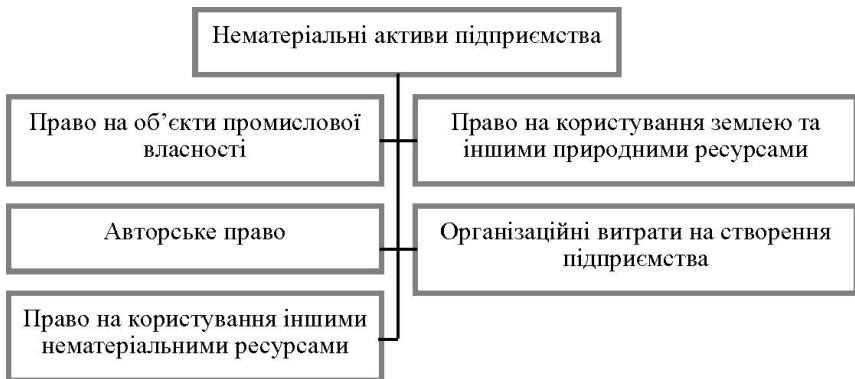 Нематеріальні активи підприємства
Право на об’єкти промислової
власності
Право на користування землею та
іншими природними ресурсами
Авторське право
Організаційні витрати на створення
підприємства
Право на користування іншими
нематеріальними ресурсами